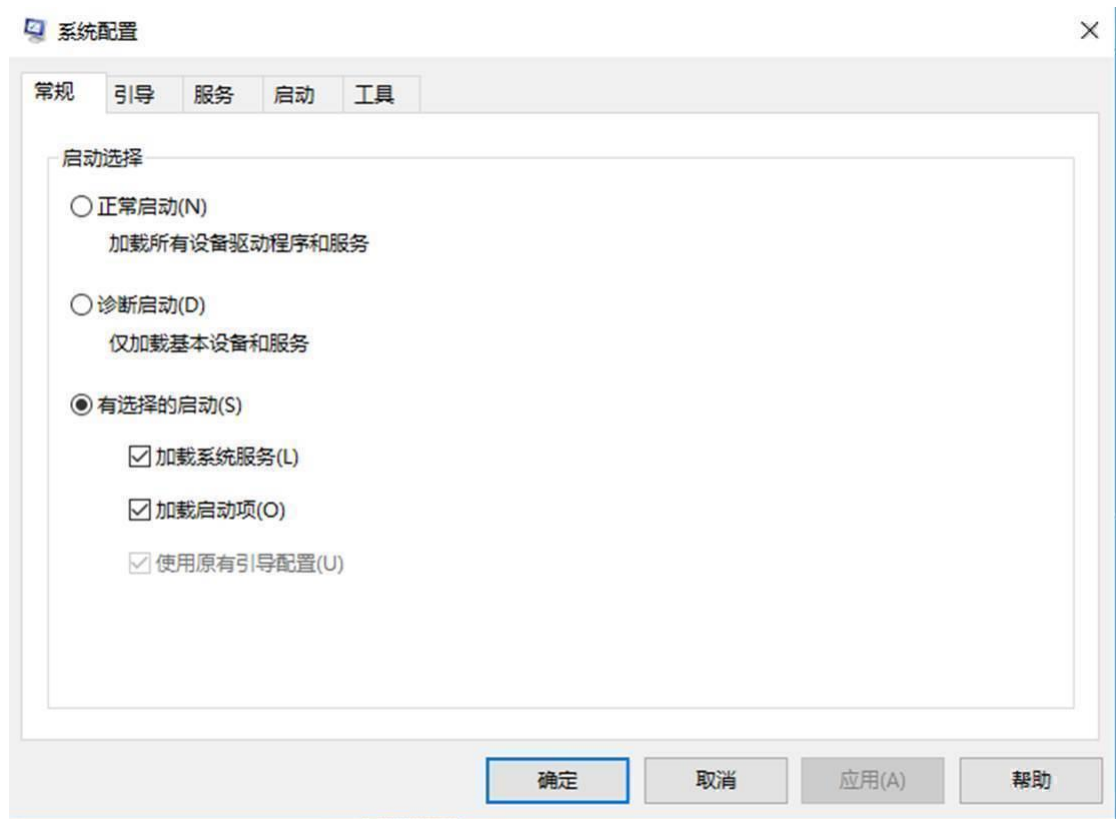 系统配置
常规 引导 服务 启动 工具
启动选择
正常启动(N)
加载所有设备驱动程序和服务
诊断启动(D)
仅加载基本设备和服务
有选择的启动(S)
加载系统服务(L)
加载启动项(O)
使用原有引导配置(U)
确定 取消 应用(A) 帮助